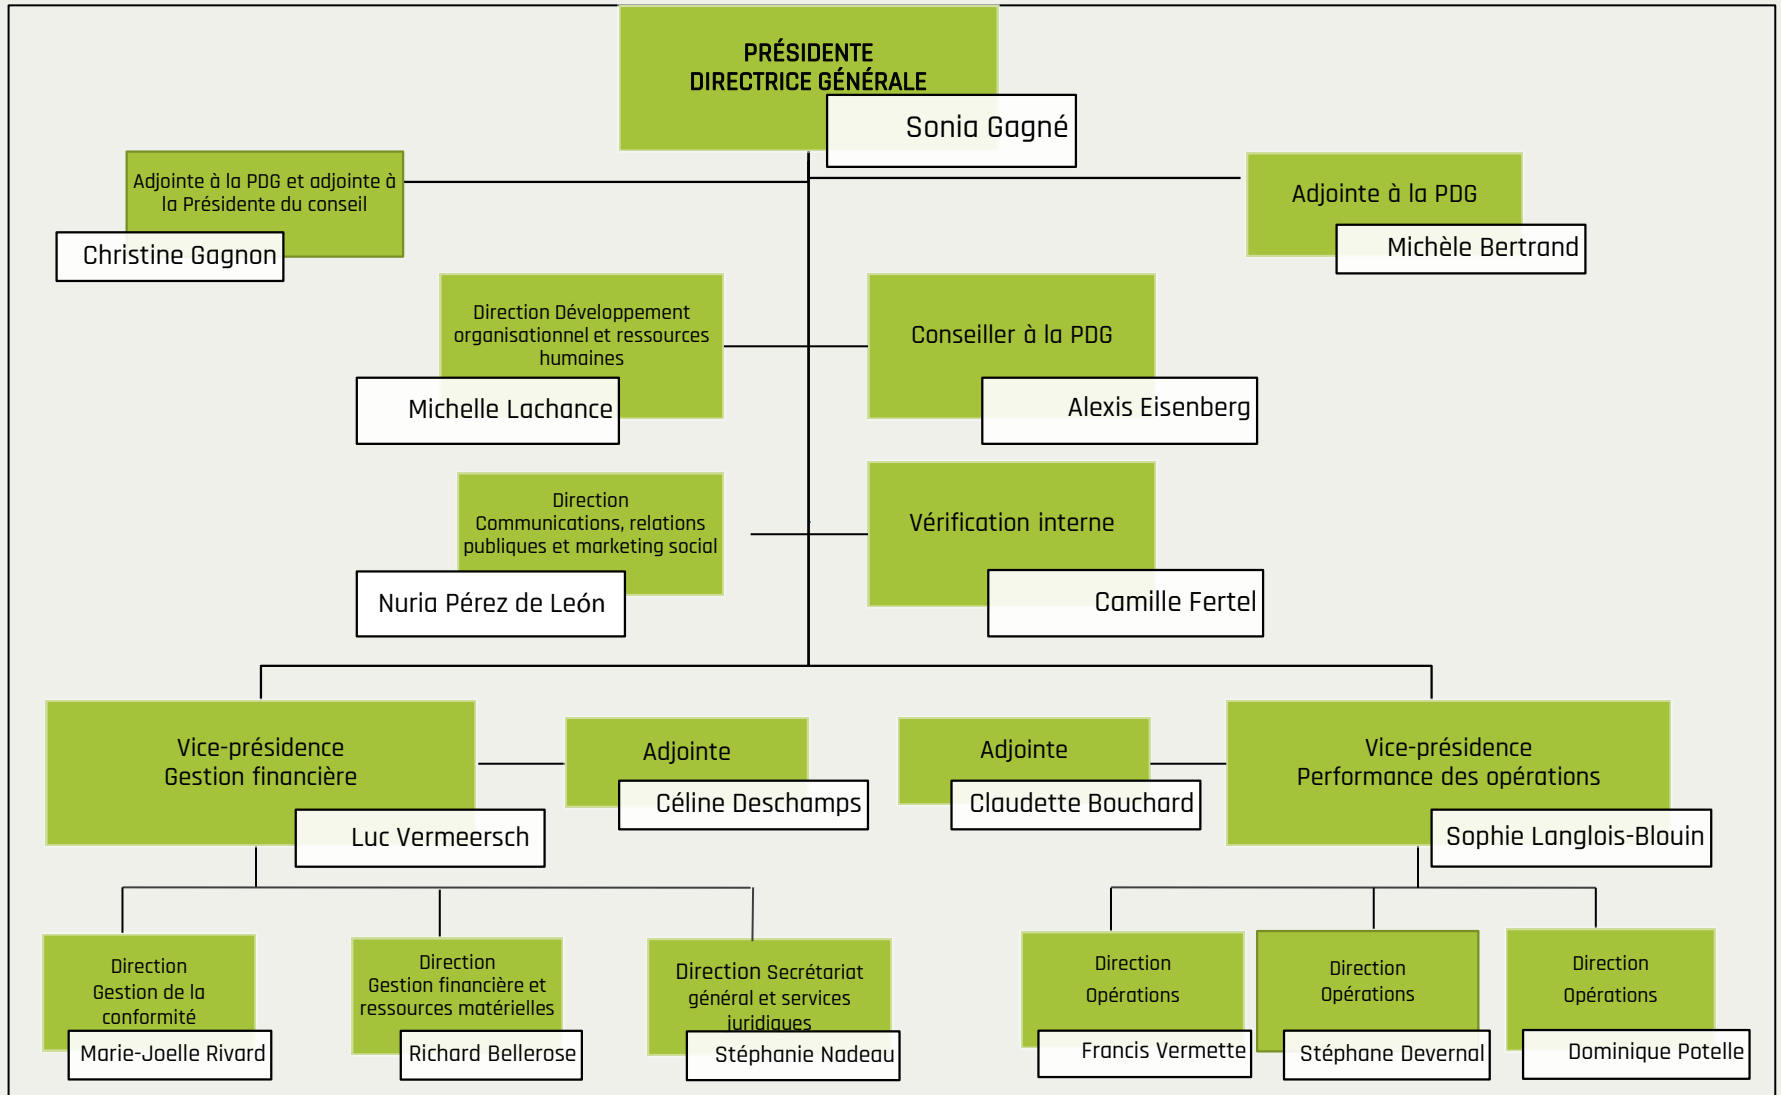 PRÉSIDENTE
DIRECTRICE GÉNÉRALE
Sonia Gagné
Adjointe à la PDG et adjointe à
la Présidente du conseil
Christine Gagnon
Adjointe à la PDG
Michèle Bertrand
Direction Développement
organisationnel et ressources
humaines
Michelle Lachance
Conseiller à la PDG
Alexis Eisenberg
Direction
Communications, relations
publiques et marketing social
Nuria Pérez de León
Vérification interne
Camille Fertel
Vice-présidence
Gestion financière
Luc Vermeersch
Adjointe
Céline Deschamps
Adjointe
Claudette Bouchard
Vice-présidence
Performance des opérations
Sophie Langlois-Blouin
Direction
Gestion de la
conformité
Marie-Joelle Rivard
Direction
Gestion financière et
ressources matérielles
Richard Bellerose
Direction Secrétariat
général et services
juridiques
Stéphanie Nadeau
Direction
Opérations
Francis Vermette
Direction
Opérations
Stéphane Devernal
Direction
Opérations
Dominique Potelle